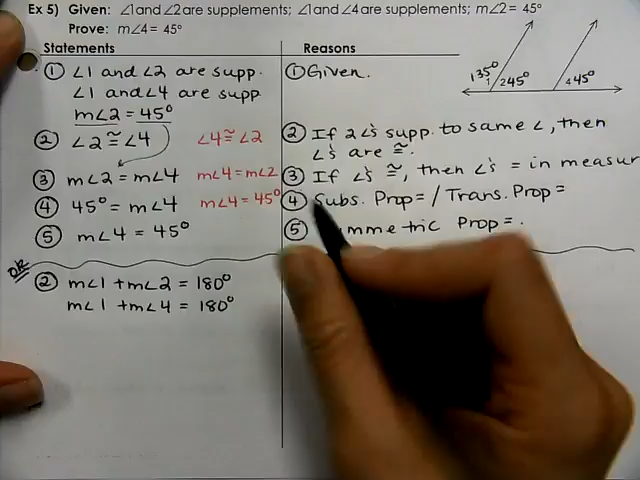 Ex 5) Given: ∠1 and ∠2 are supplements; ∠1 and ∠4 are supplements; m∠2 = 45°
Prove: m∠4 = 45°
Statements Reasons
① ∠1 and ∠2 are supp. ① Given.
∠1 and ∠4 are supp
m∠2 = 45°
135° 1 2 45° 4 45°
② ∠2 ≅ ∠4 ∠4 ≅ ∠2 ② If 2 ∠'s supp. to same ∠, then
∠'s are ≅.
③ m∠2 = m∠4 m∠4 = m∠2 ③ If ∠'s ≅, then ∠'s = in measur
④ 45° = m∠4 m∠4 = 45° ④ Subs. Prop = / Trans. Prop =
⑤ m∠4 = 45° ⑤ mmetric Prop = .
OR
② m∠1 + m∠2 = 180°
m∠1 + m∠4 = 180°